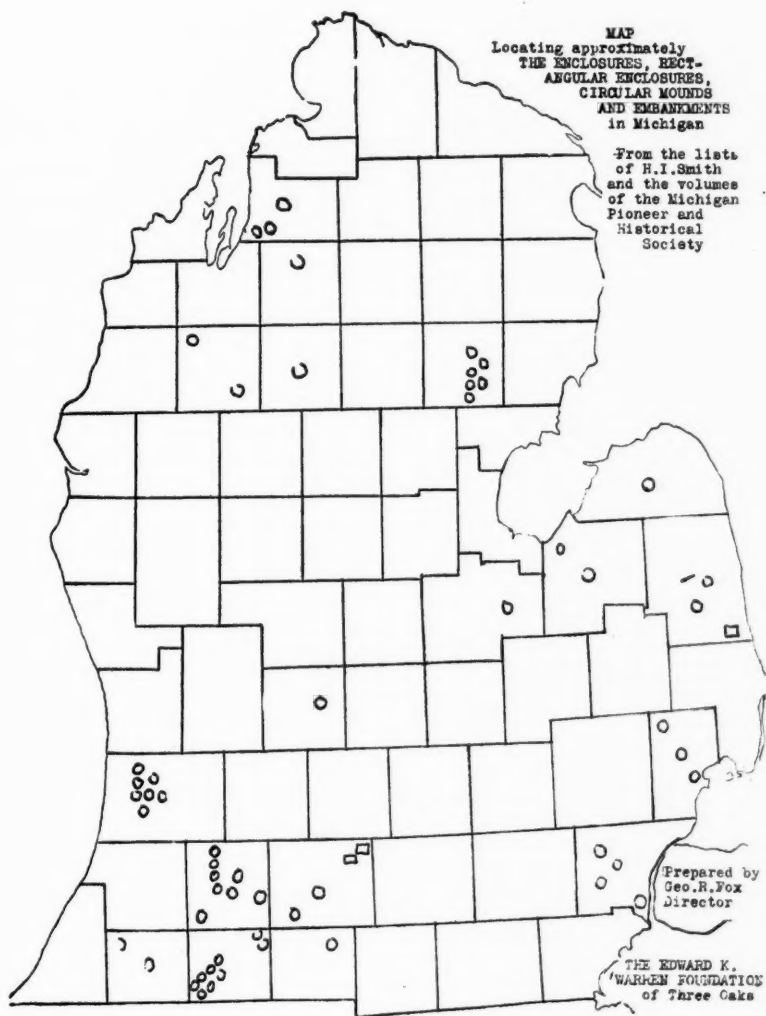 MAP
Locating approximately
THE ENCLOSURES, RECT-
ANGULAR ENCLOSURES,
CIRCULAR MOUNDS
AND EMBANKMENTS
in Michigan
From the lists
of H.I.Smith
and the volumes
of the Michigan
Pioneer and
Historical
Society
Prepared by
Geo.R.Fox
Director
THE EDWARD K.
WARREN FOUNDATION
of Three Oaks